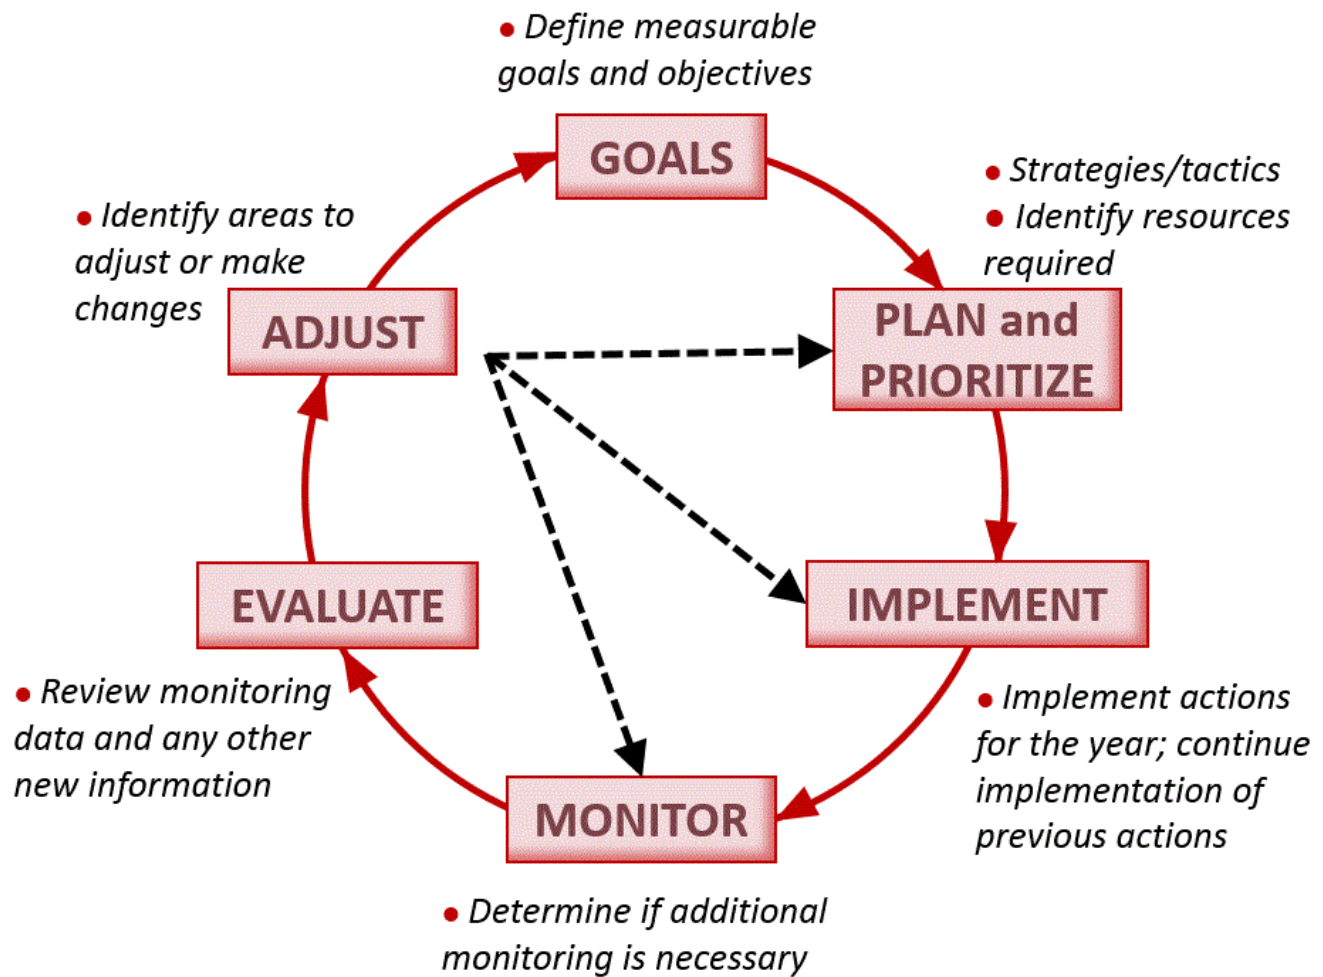 • Define measurable
goals and objectives
GOALS
• Strategies/tactics
• Identify resources
required
PLAN and
PRIORITIZE
IMPLEMENT
• Implement actions
for the year; continue
implementation of
previous actions
MONITOR
• Determine if additional
monitoring is necessary
EVALUATE
• Review monitoring
data and any other
new information
ADJUST
• Identify areas to
adjust or make
changes